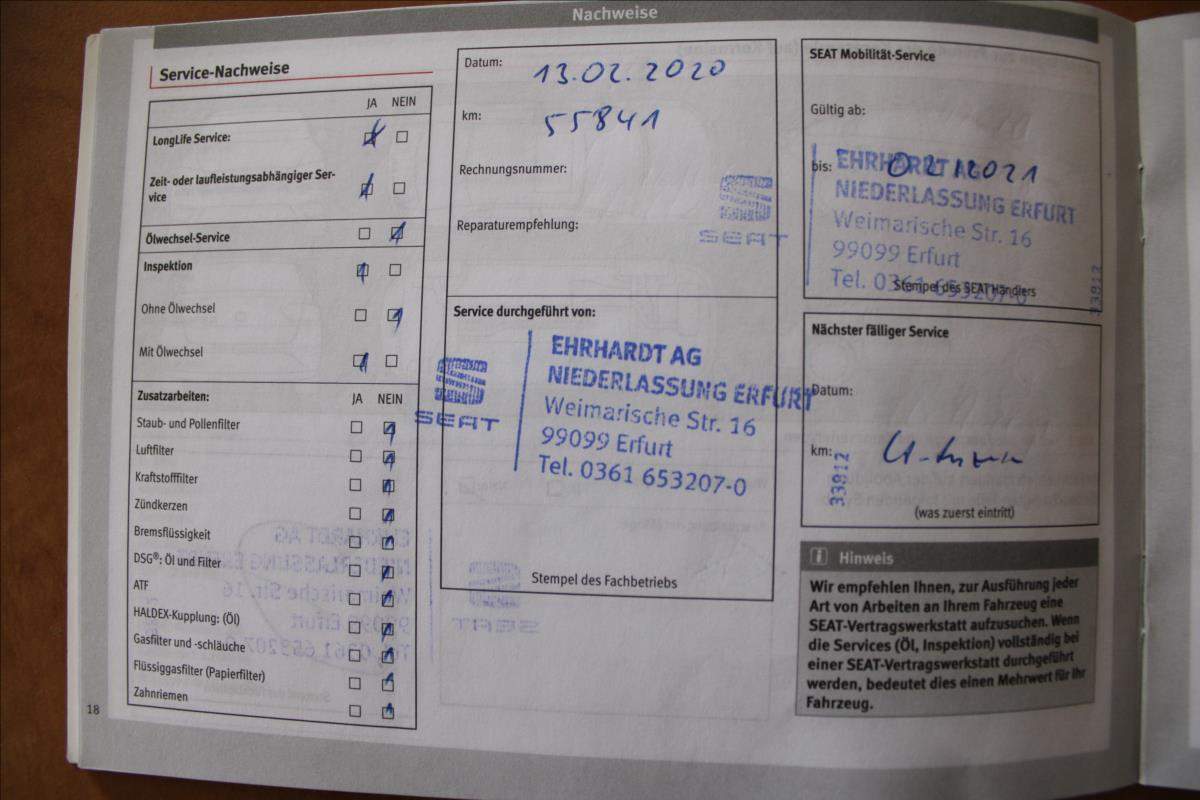 Nachweise
Service-Nachweise
JA NEIN
LongLife Service:
Zeit- oder laufleistungsabhängiger Ser-
vice
Ölwechsel-Service
Inspektion
Ohne Ölwechsel
Mit Ölwechsel
Zusatzarbeiten: JA NEIN
Staub- und Pollenfilter
Luftfilter
Kraftstofffilter
Zündkerzen
Bremsflüssigkeit
DSG®: Öl und Filter
ATF
HALDEX-Kupplung: (Öl)
Gasfilter und -schläuche
Flüssiggasfilter (Papierfilter)
Zahnriemen
18
Datum: 13.02.2020
km: 55841
Rechnungsnummer:
Reparaturempfehlung:
SEAT
Service durchgeführt von:
SEAT
EHRHARDT AG
NIEDERLASSUNG ERFURT
Weimarische Str. 16
99099 Erfurt
Tel. 0361 653207-0
Stempel des Fachbetriebs
SEAT Mobilität-Service
Gültig ab:
bis:
EHRHARDT AG
NIEDERLASSUNG ERFURT
Weimarische Str. 16
99099 Erfurt
Tel. 0361 653207-0
Stempel des SEAT Händlers
33812
Nächster fälliger Service
Datum:
km:
33812
(was zuerst eintritt)
i Hinweis
Wir empfehlen Ihnen, zur Ausführung jeder
Art von Arbeiten an Ihrem Fahrzeug eine
SEAT-Vertragswerkstatt aufzusuchen. Wenn
die Services (Öl, Inspektion) vollständig bei
einer SEAT-Vertragswerkstatt durchgeführt
werden, bedeutet dies einen Mehrwert für Ihr
Fahrzeug.